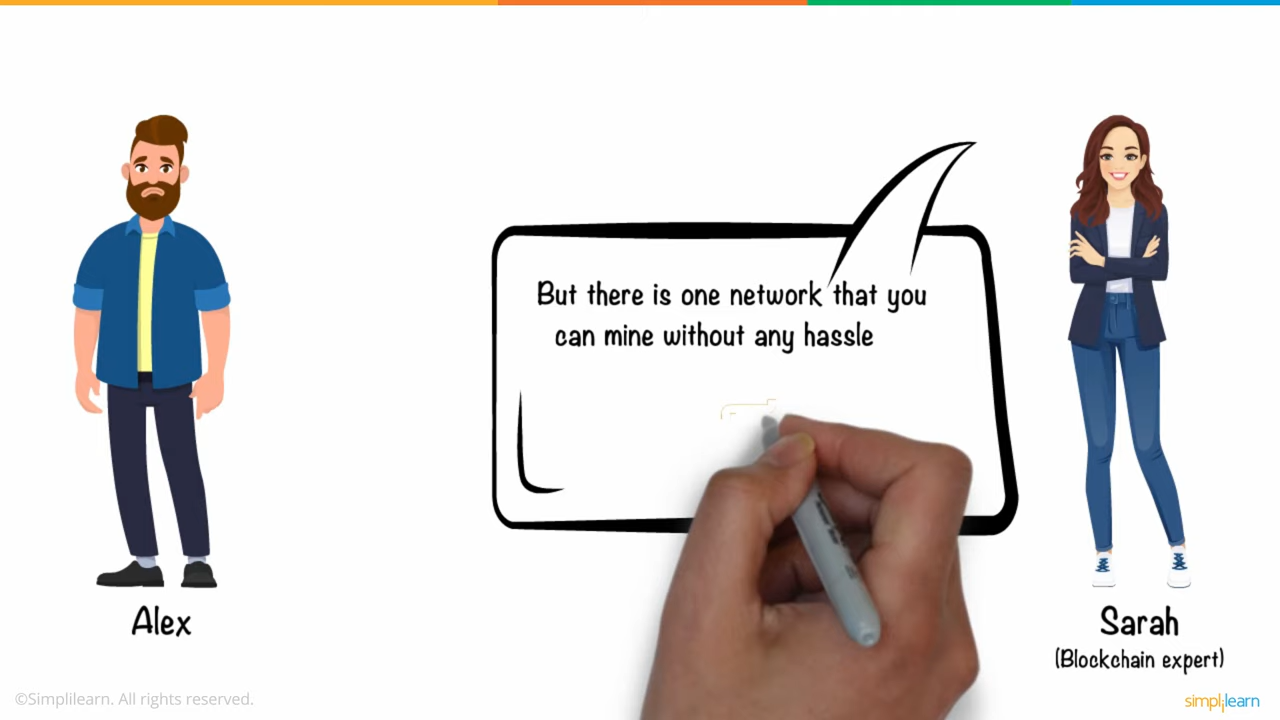 But there is one network that you
can mine without any hassle
Alex
Sarah
(Blockchain expert)
©Simplilearn. All rights reserved.
simplilearn